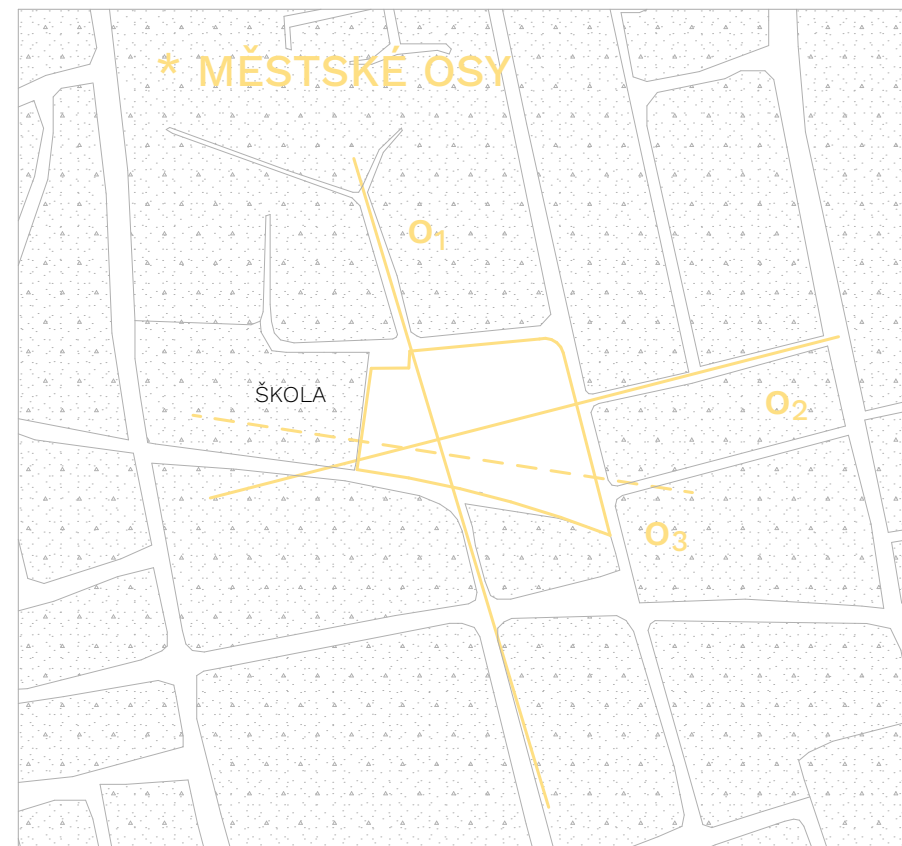 * MĚSTSKÉ OSY
O₁
ŠKOLA
O₂
O₃